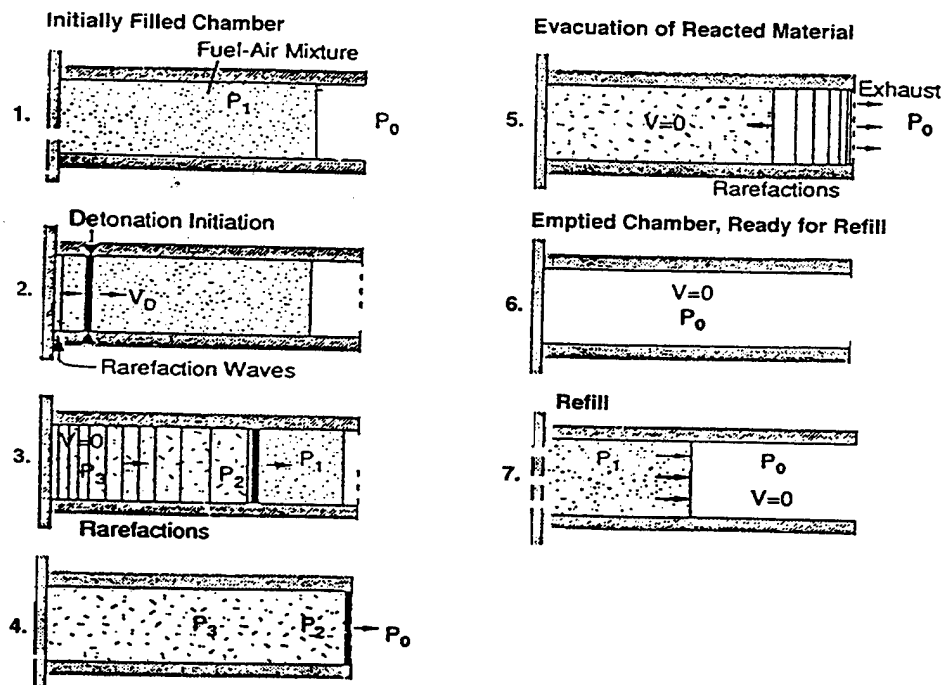 Initially Filled Chamber
Fuel-Air Mixture
1.
P₁
P₀
Detonation Initiation
2.
V_D
Rarefaction Waves
3.
V=0
P₃
P₂
P₁
Rarefactions
4.
P₃
P₂
P₀
Evacuation of Reacted Material
5.
V=0
Exhaust
P₀
Rarefactions
Emptied Chamber, Ready for Refill
6.
V=0
P₀
Refill
7.
P₁
P₀
V=0